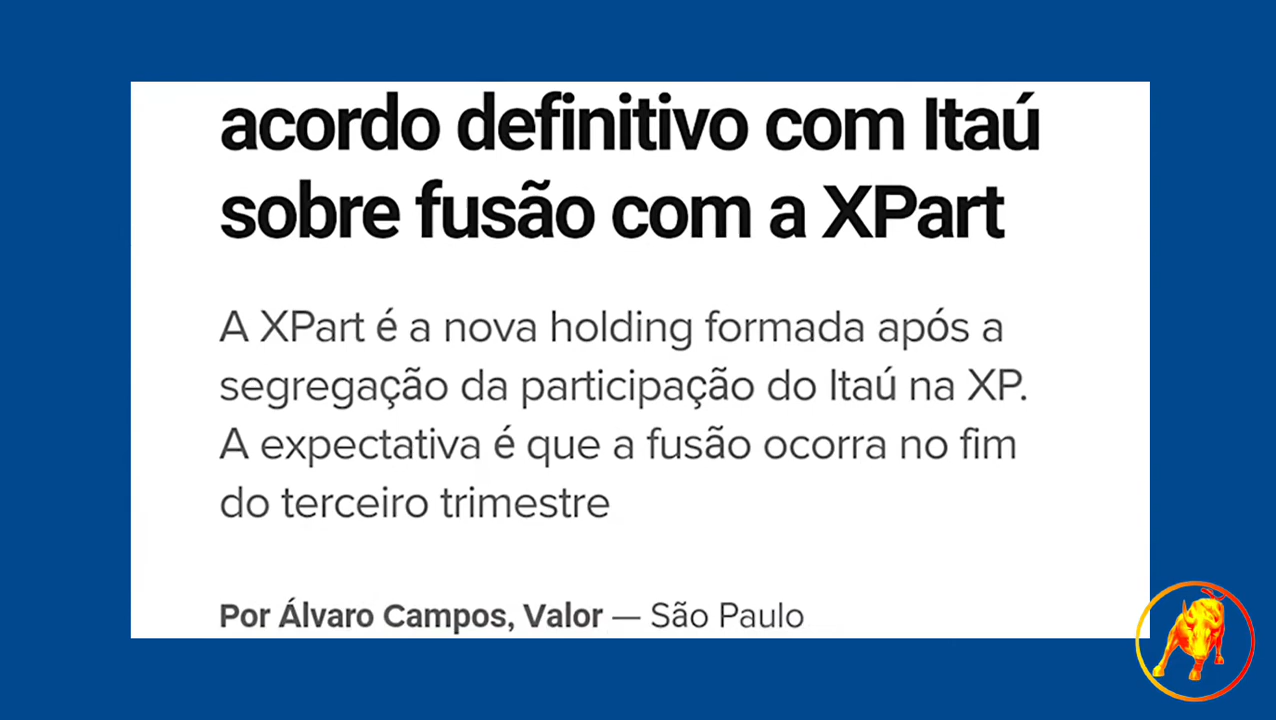 acordo definitivo com Itaú
sobre fusão com a XPart
A XPart é a nova holding formada após a
segregação da participação do Itaú na XP.
A expectativa é que a fusão ocorra no fim
do terceiro trimestre
Por Álvaro Campos, Valor — São Paulo